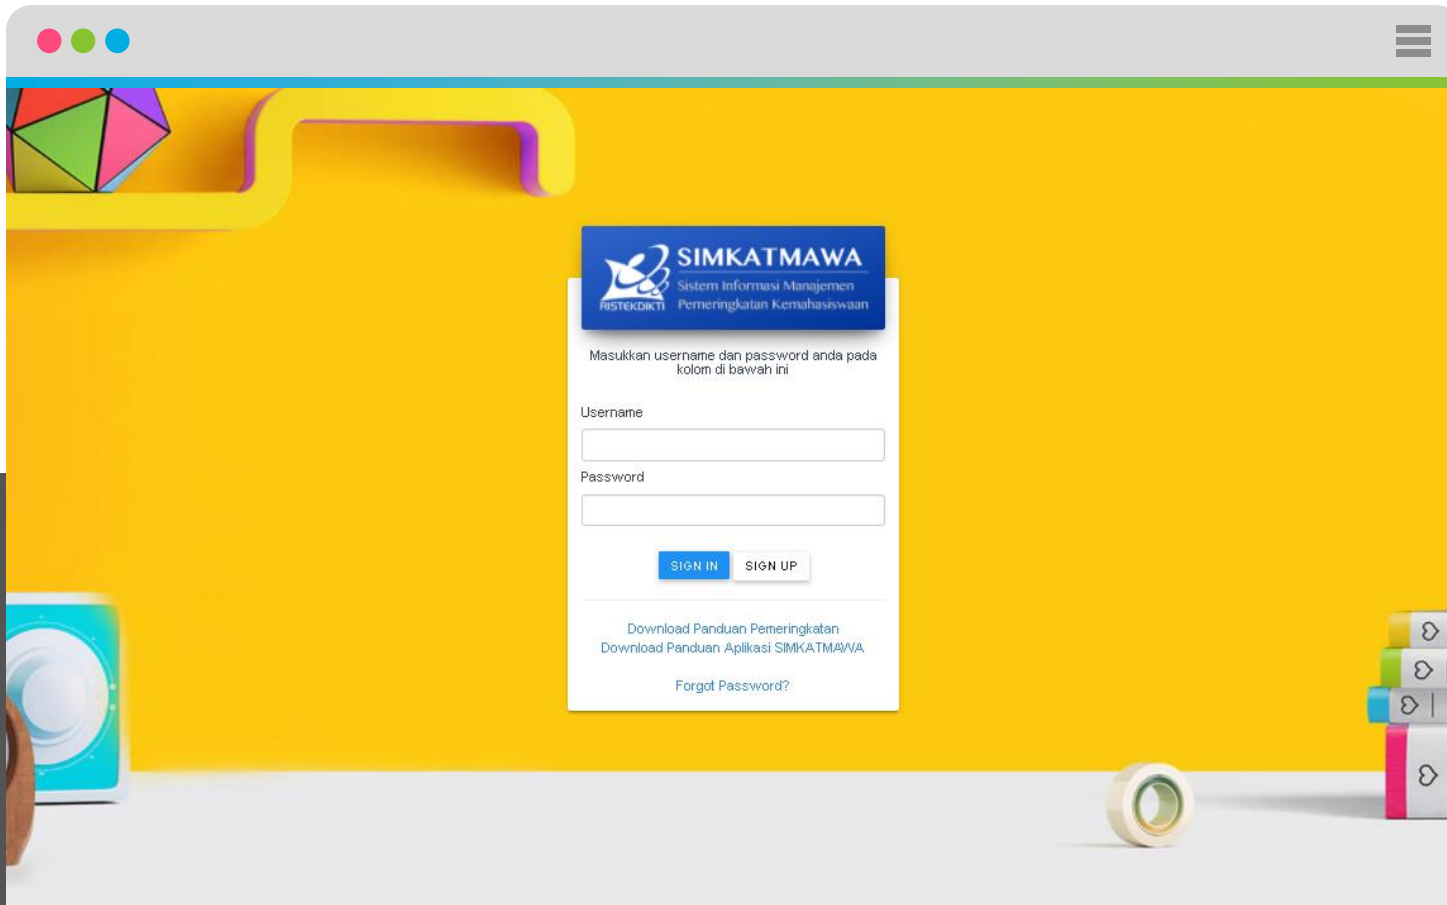 SIMKATMAWA
Sistem Informasi Manajemen
Pemeringkatan Kemahasiswaan
RISTEKDIKTI
Masukkan username dan password anda pada
kolom di bawah ini
Username
Password
SIGN IN SIGN UP
Download Panduan Pemeringkatan
Download Panduan Aplikasi SIMKATMAWA
Forgot Password?